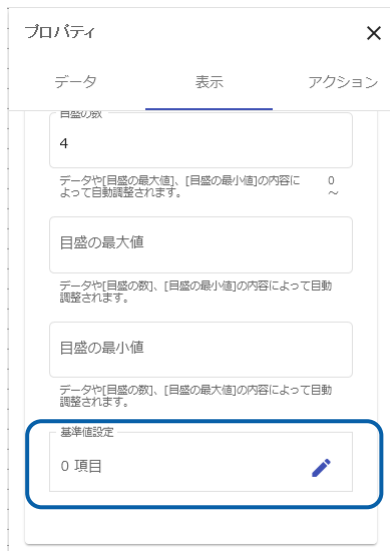 プロパティ
データ 表示 アクション
目盛の数
4
データや[目盛の最大値]、[目盛の最小値]の内容に 0
よって自動調整されます。 ～
目盛の最大値
データや[目盛の数]、[目盛の最小値]の内容によって自動
調整されます。
目盛の最小値
データや[目盛の数]、[目盛の最大値]の内容によって自動
調整されます。
基準値設定
0 項目